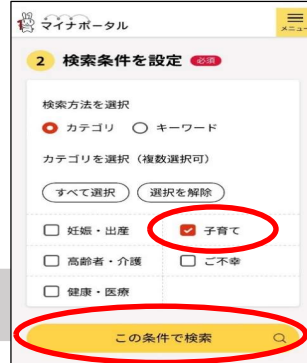 マイナポータル
メニュー
2 検索条件を設定 必須
検索方法を選択
カテゴリ キーワード
カテゴリを選択（複数選択可）
すべて選択 選択を解除
妊娠・出産 子育て
高齢者・介護 ご不幸
健康・医療
この条件で検索